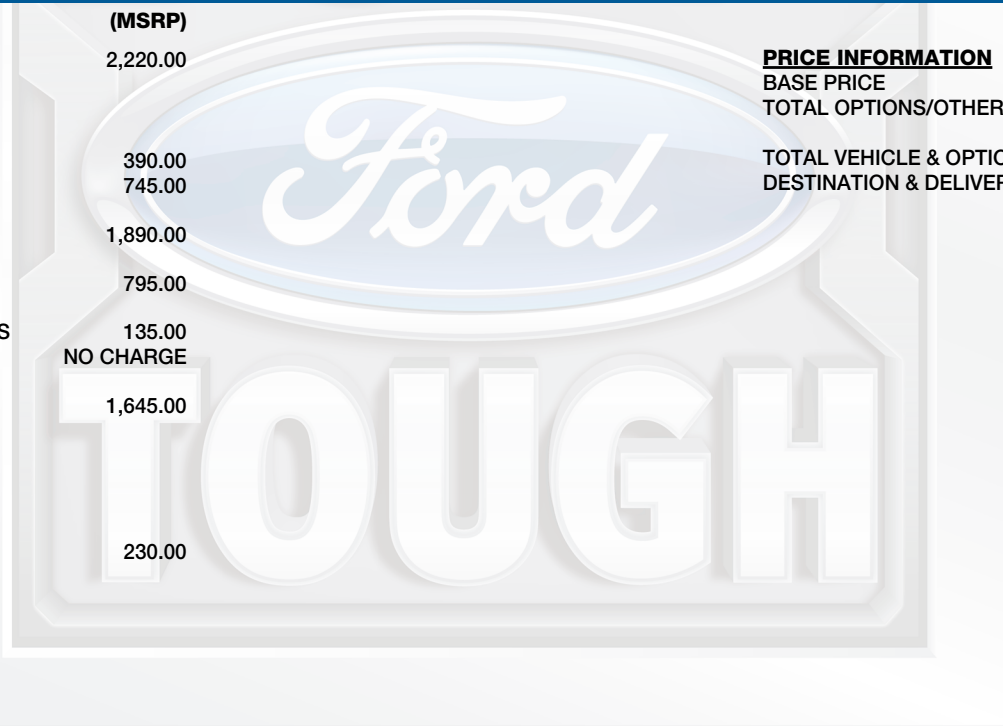 (MSRP)
2,220.00
390.00
745.00
1,890.00
795.00
S 135.00
NO CHARGE
1,645.00
230.00
PRICE INFORMATION
BASE PRICE
TOTAL OPTIONS/OTHER
TOTAL VEHICLE & OPTIO
DESTINATION & DELIVER
Ford
TOUGH